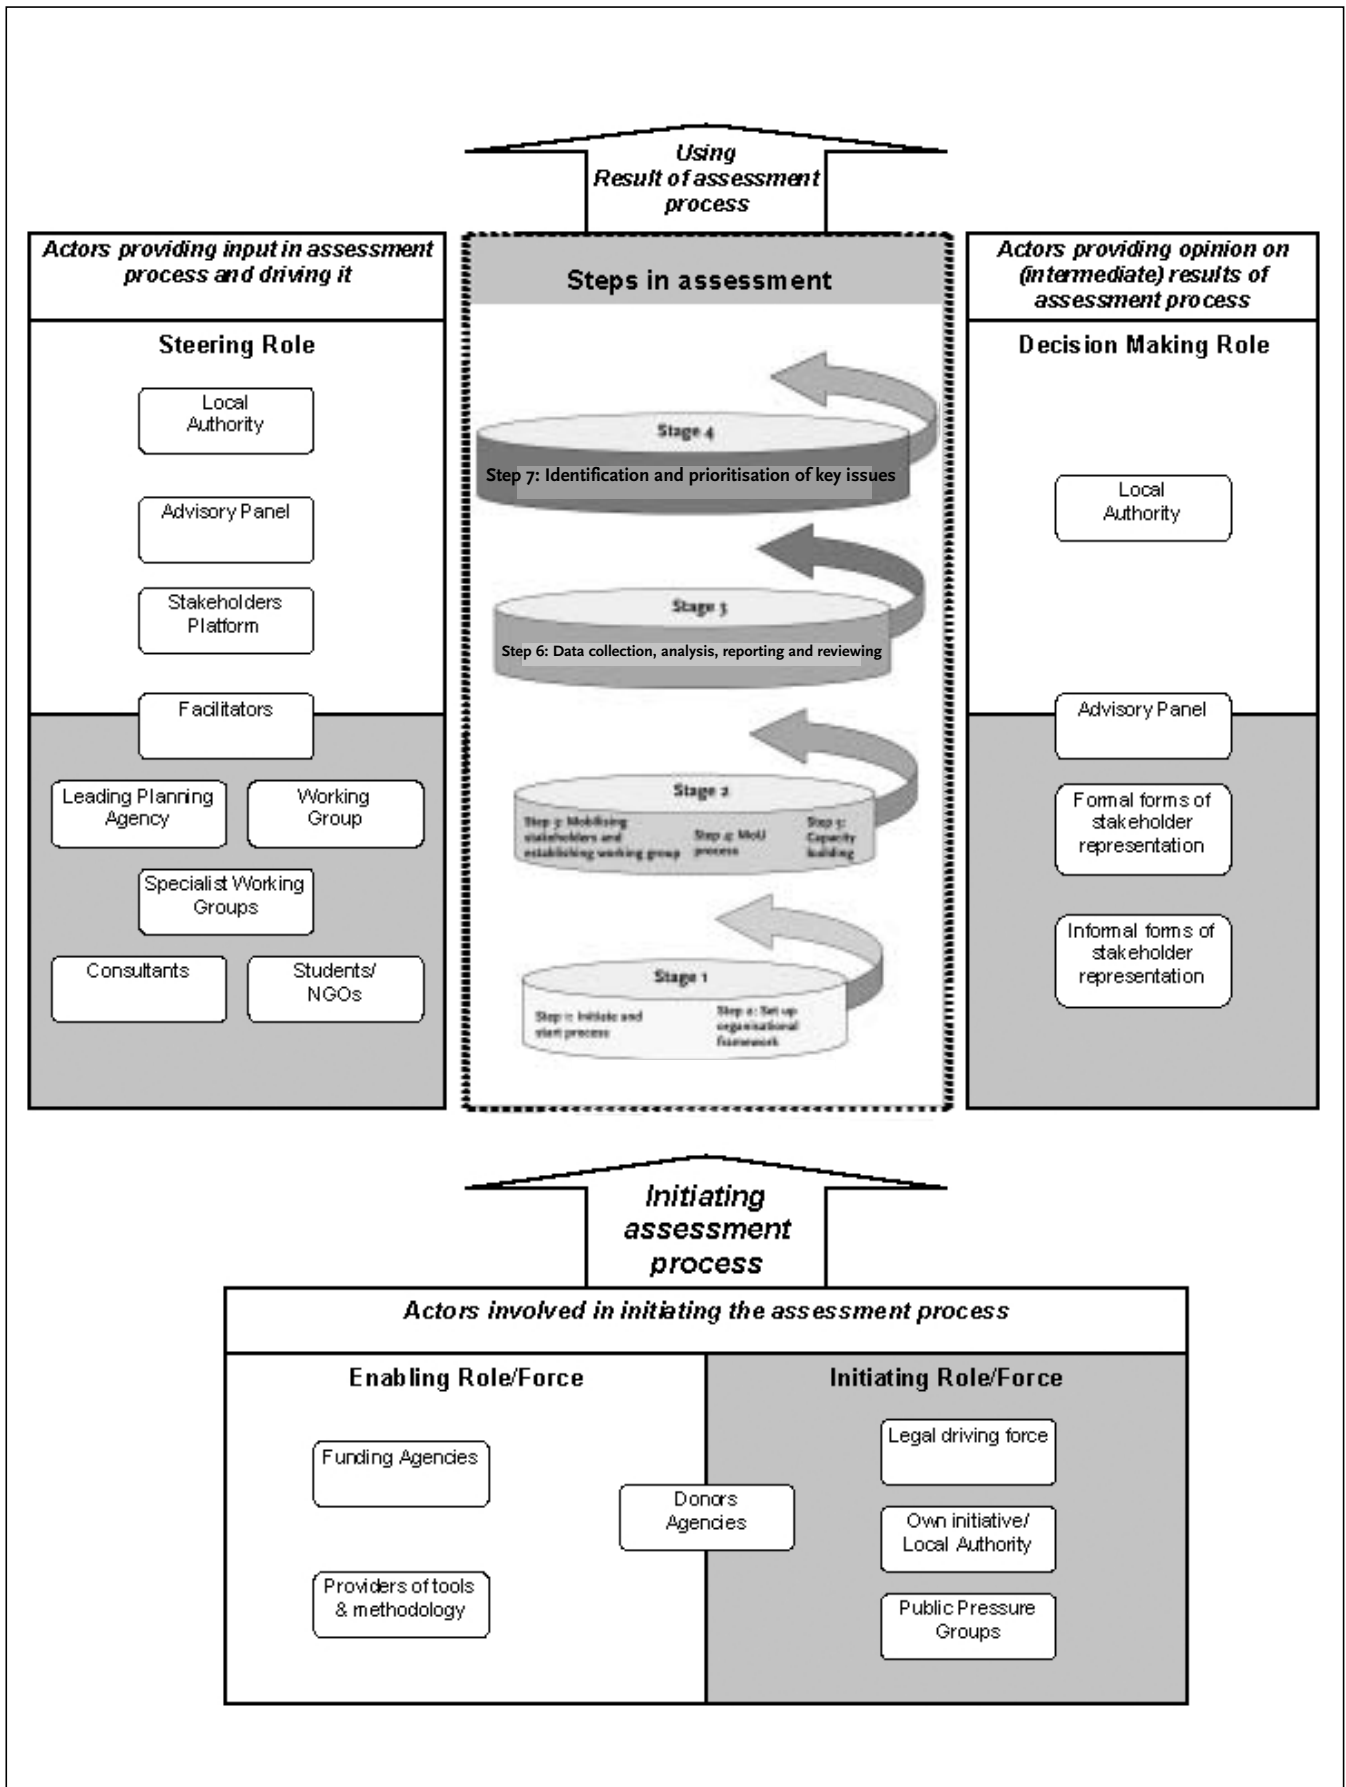 Using
Result of assessment
process
Actors providing input in assessment
process and driving it
Steering Role
Local
Authority
Advisory Panel
Stakeholders
Platform
Facilitators
Leading Planning
Agency
Working
Group
Specialist Working
Groups
Consultants
Students/
NGOs
Steps in assessment
Stage 4
Step 7: Identification and prioritisation of key issues
Stage 3
Step 6: Data collection, analysis, reporting and reviewing
Stage 2
Step 3: Mobilising
stakeholders and
establishing working group
Step 4: MoU
process
Step 5:
Capacity
building
Stage 1
Step 1: Initiate and
start process
Step 2: Set up
organisational
framework
Actors providing opinion on
(intermediate) results of
assessment process
Decision Making Role
Local
Authority
Advisory Panel
Formal forms of
stakeholder
representation
Informal forms of
stakeholder
representation
Initiating
assessment
process
Actors involved in initiating the assessment process
Enabling Role/Force
Funding Agencies
Providers of tools
& methodology
Donors
Agencies
Initiating Role/Force
Legal driving force
Own initiative/
Local Authority
Public Pressure
Groups